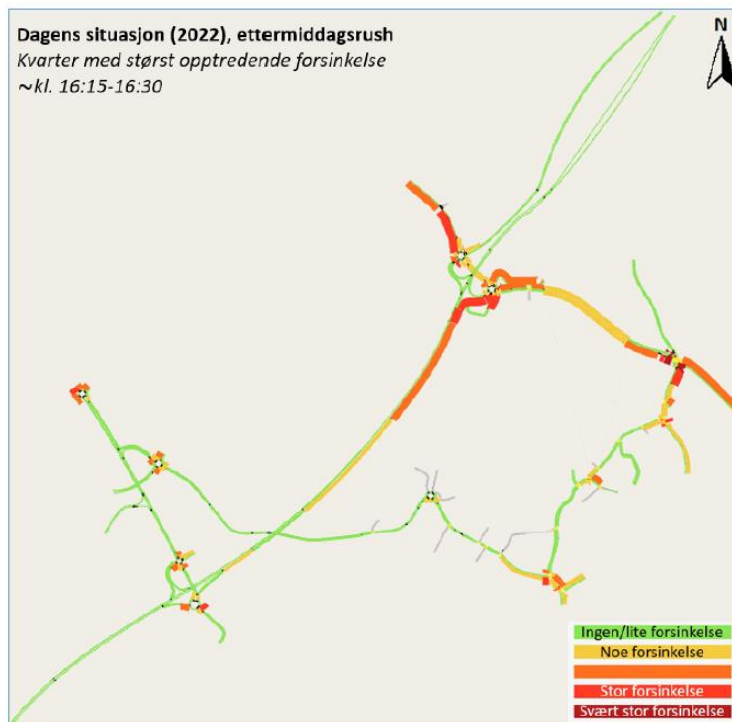 Dagens situasjon (2022), ettermiddagsrush
Kvarter med størst opptredende forsinkelse
~kl. 16:15-16:30
N
Ingen/lite forsinkelse
Noe forsinkelse
Stor forsinkelse
Svært stor forsinkelse